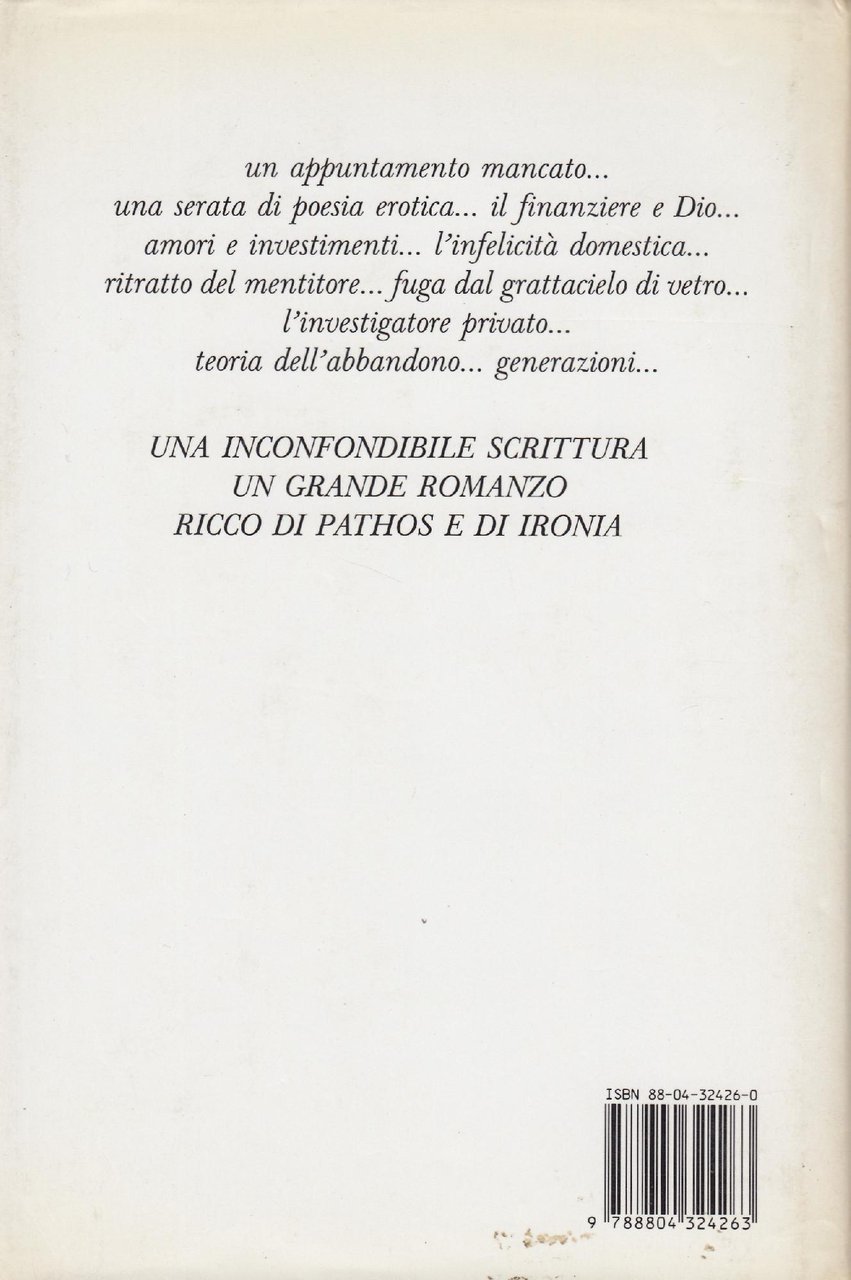 un appuntamento mancato...
una serata di poesia erotica... il finanziere e Dio...
amori e investimenti... l'infelicità domestica...
ritratto del mentitore... fuga dal grattacielo di vetro...
l'investigatore privato...
teoria dell'abbandono... generazioni...
UNA INCONFONDIBILE SCRITTURA
UN GRANDE ROMANZO
RICCO DI PATHOS E DI IRONIA
ISBN 88-04-32426-0
9 788804 324263